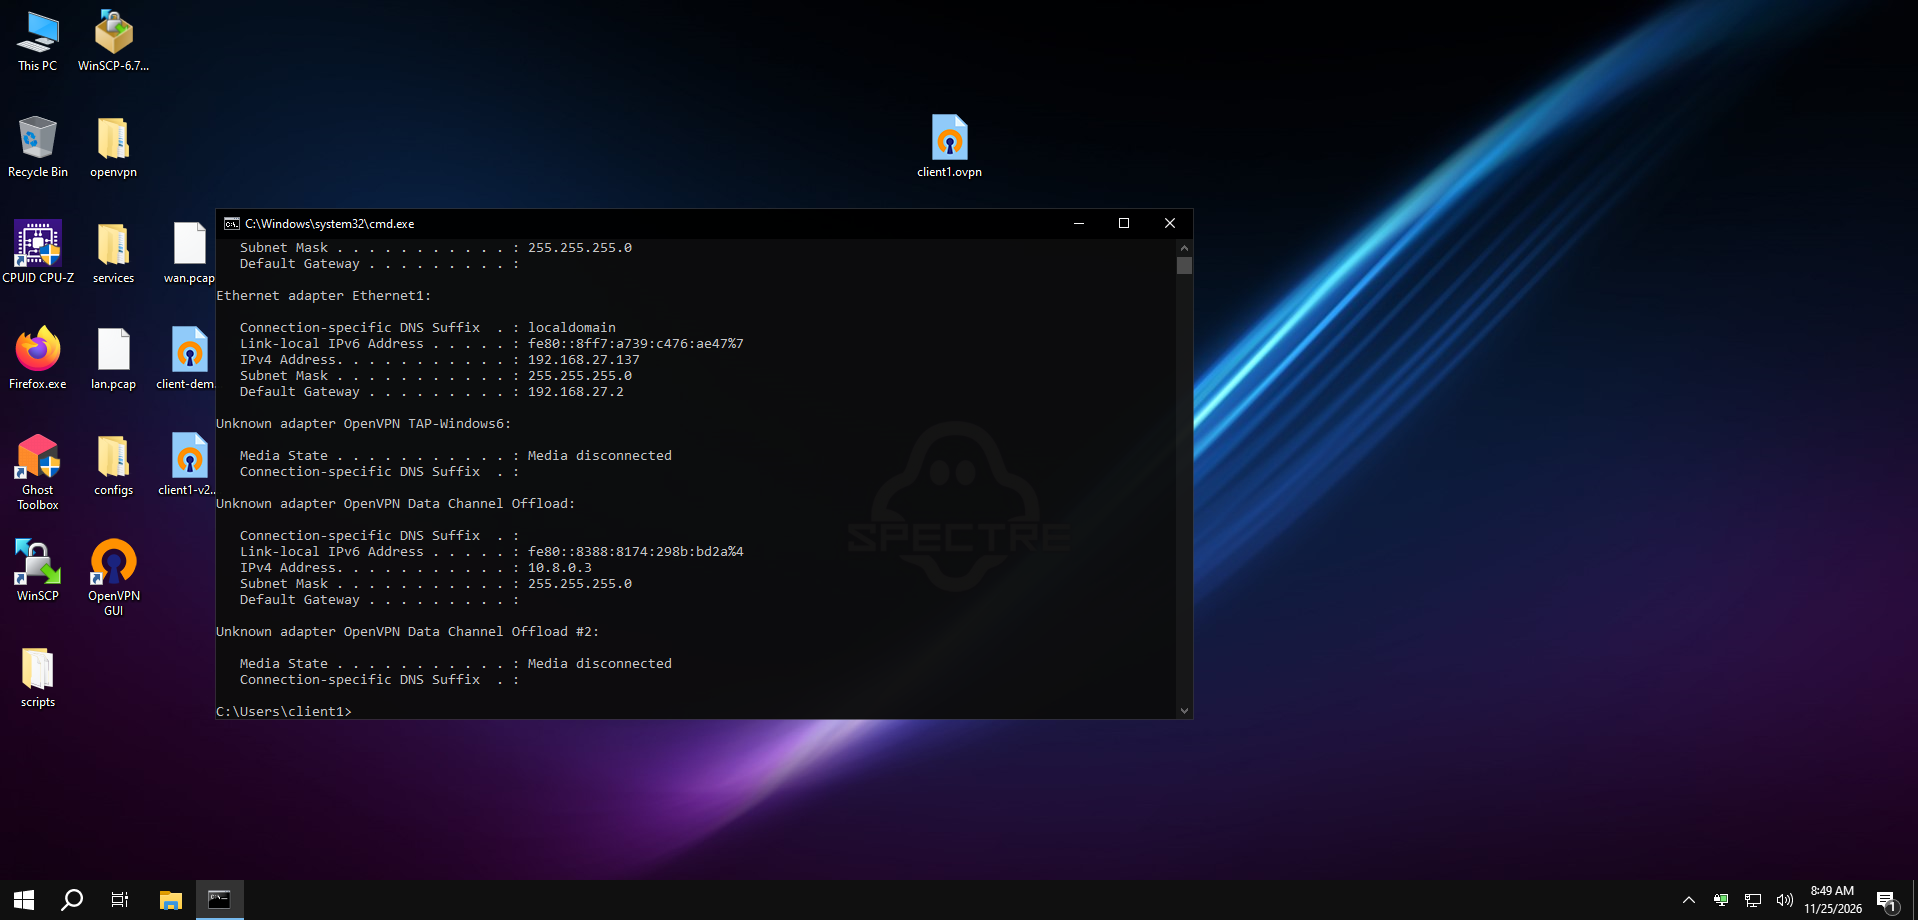 This PC
WinSCP-6.7...
Recycle Bin
openvpn
client1.ovpn
CPUID CPU-Z
services
wan.pcap
Firefox.exe
lan.pcap
client-dem
Ghost
Toolbox
configs
client1-v2..
WinSCP
OpenVPN
GUI
scripts
C:\Windows\system32\cmd.exe
Subnet Mask . . . . . . . . . . . : 255.255.255.0
Default Gateway . . . . . . . . . :
Ethernet adapter Ethernet1:
Connection-specific DNS Suffix  . : localdomain
Link-local IPv6 Address . . . . . : fe80::8ff7:a739:c476:ae47%7
IPv4 Address. . . . . . . . . . . : 192.168.27.137
Subnet Mask . . . . . . . . . . . : 255.255.255.0
Default Gateway . . . . . . . . . : 192.168.27.2
Unknown adapter OpenVPN TAP-Windows6:
Media State . . . . . . . . . . . : Media disconnected
Connection-specific DNS Suffix  . :
Unknown adapter OpenVPN Data Channel Offload:
Connection-specific DNS Suffix  . :
Link-local IPv6 Address . . . . . : fe80::8388:8174:298b:bd2a%4
IPv4 Address. . . . . . . . . . . : 10.8.0.3
Subnet Mask . . . . . . . . . . . : 255.255.255.0
Default Gateway . . . . . . . . . :
Unknown adapter OpenVPN Data Channel Offload #2:
Media State . . . . . . . . . . . : Media disconnected
Connection-specific DNS Suffix  . :
C:\Users\client1>
SPECTRE
8:49 AM
11/25/2026
1